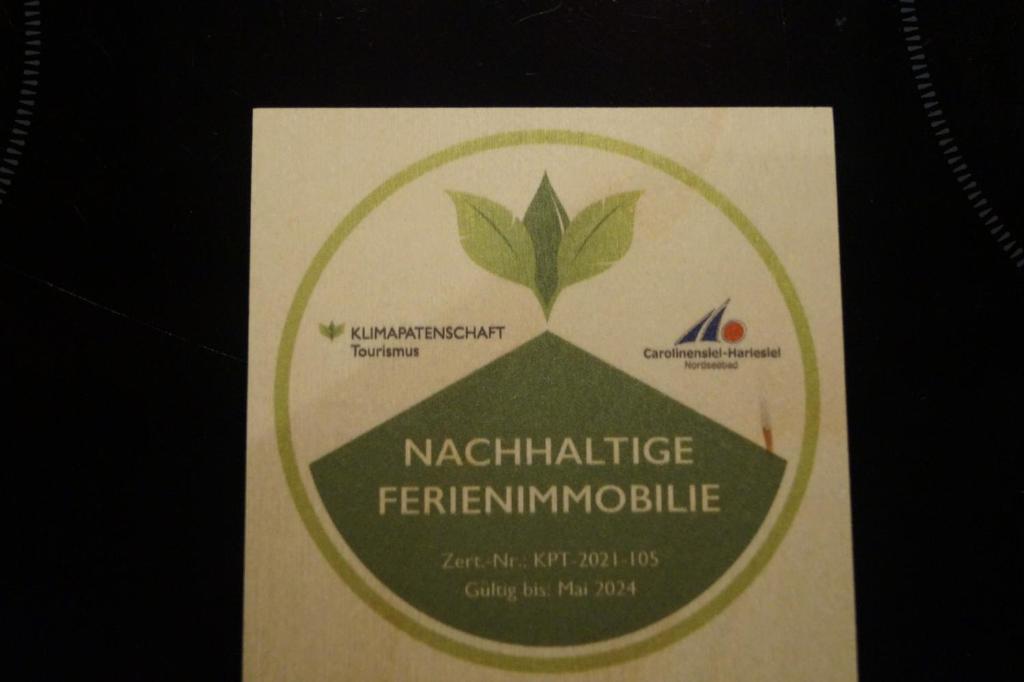 KLIMAPATENSCHAFT
Tourismus
Carolinensiel-Harlesiel
Nordseebad
NACHHALTIGE
FERIENIMMOBILIE
Zert.-Nr.: KPT-2021-105
Gültig bis: Mai 2024